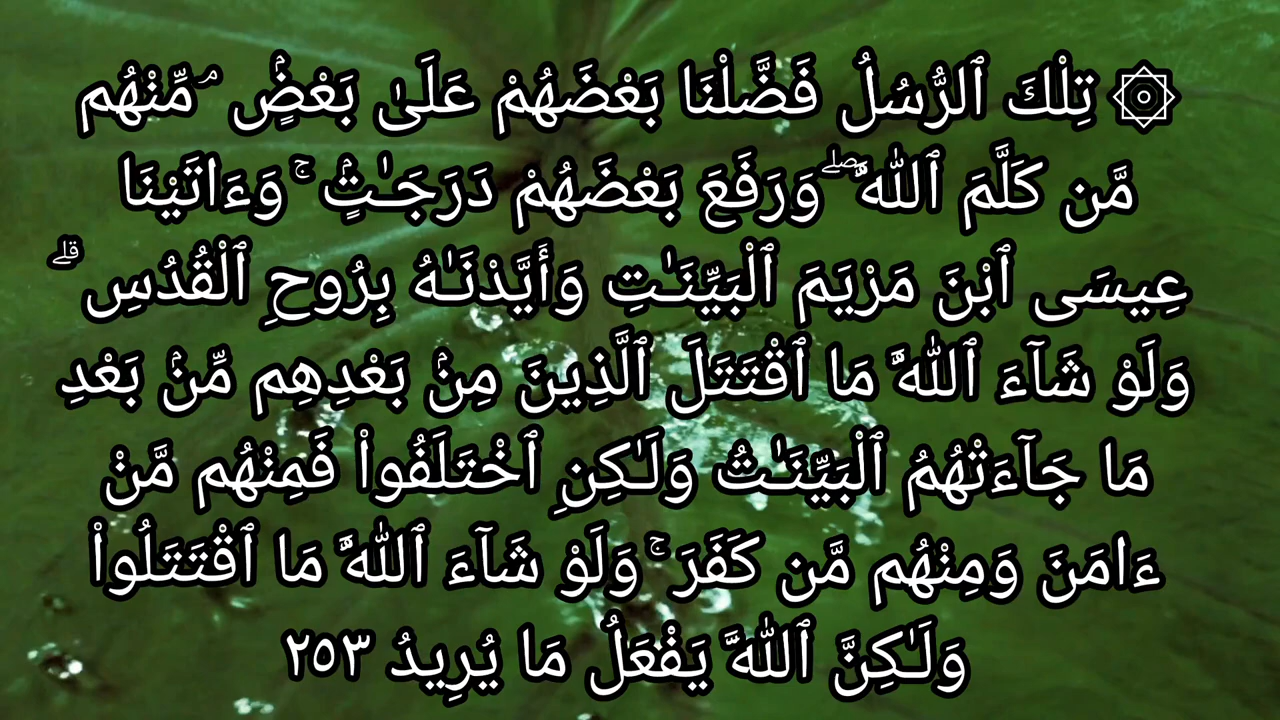 ۞ تِلْكَ ٱلرُّسُلُ فَضَّلْنَا بَعْضَهُمْ عَلَىٰ بَعْضٍۢ ۘ مِّنْهُم
مَّن كَلَّمَ ٱللَّهُ ۖ وَرَفَعَ بَعْضَهُمْ دَرَجَـٰتٍۢ ۚ وَءَاتَيْنَا
عِيسَى ٱبْنَ مَرْيَمَ ٱلْبَيِّنَـٰتِ وَأَيَّدْنَـٰهُ بِرُوحِ ٱلْقُدُسِ ۗ
وَلَوْ شَآءَ ٱللَّهُ مَا ٱقْتَتَلَ ٱلَّذِينَ مِنۢ بَعْدِهِم مِّنۢ بَعْدِ
مَا جَآءَتْهُمُ ٱلْبَيِّنَـٰتُ وَلَـٰكِنِ ٱخْتَلَفُوا۟ فَمِنْهُم مَّنْ
ءَامَنَ وَمِنْهُم مَّن كَفَرَ ۚ وَلَوْ شَآءَ ٱللَّهُ مَا ٱقْتَتَلُوا۟
وَلَـٰكِنَّ ٱللَّهَ يَفْعَلُ مَا يُرِيدُ ٢٥٣